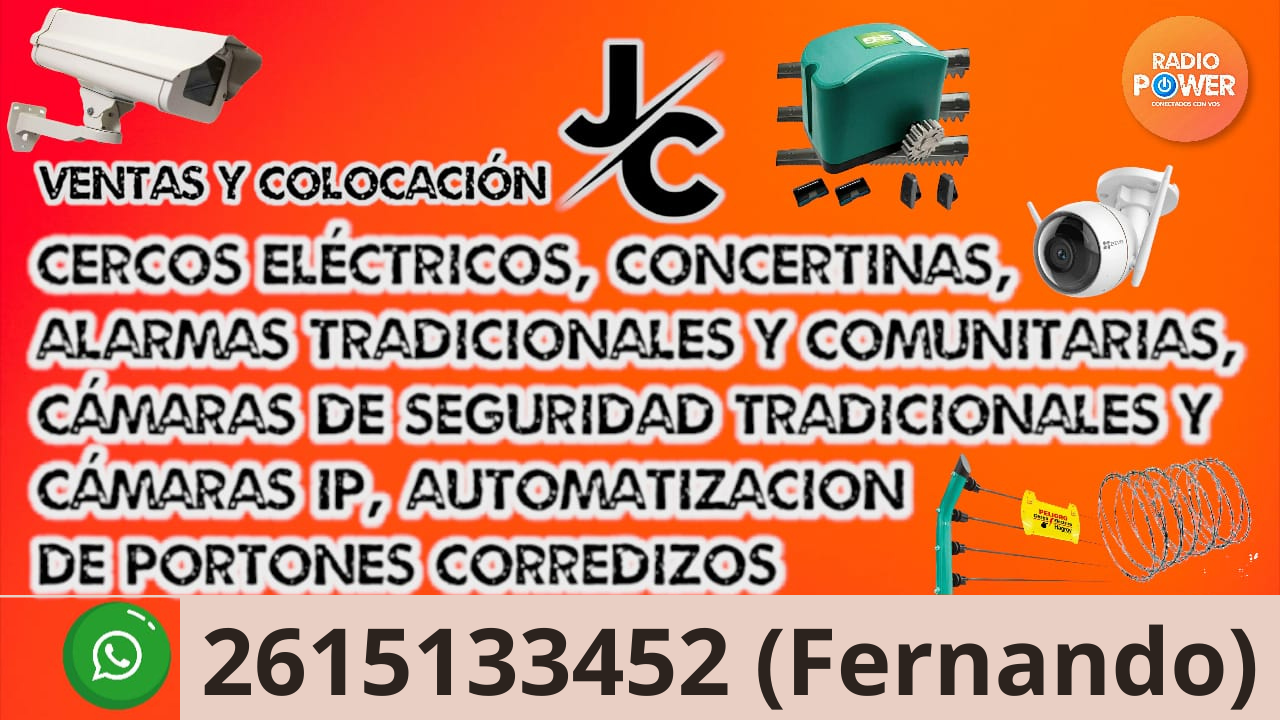 J/C
RADIO
POWER
CONECTADOS CON VOS
VENTAS Y COLOCACIÓN
CERCOS ELÉCTRICOS, CONCERTINAS,
ALARMAS TRADICIONALES Y COMUNITARIAS,
CÁMARAS DE SEGURIDAD TRADICIONALES Y
CÁMARAS IP, AUTOMATIZACION
DE PORTONES CORREDIZOS
PELIGRO
2615133452 (Fernando)